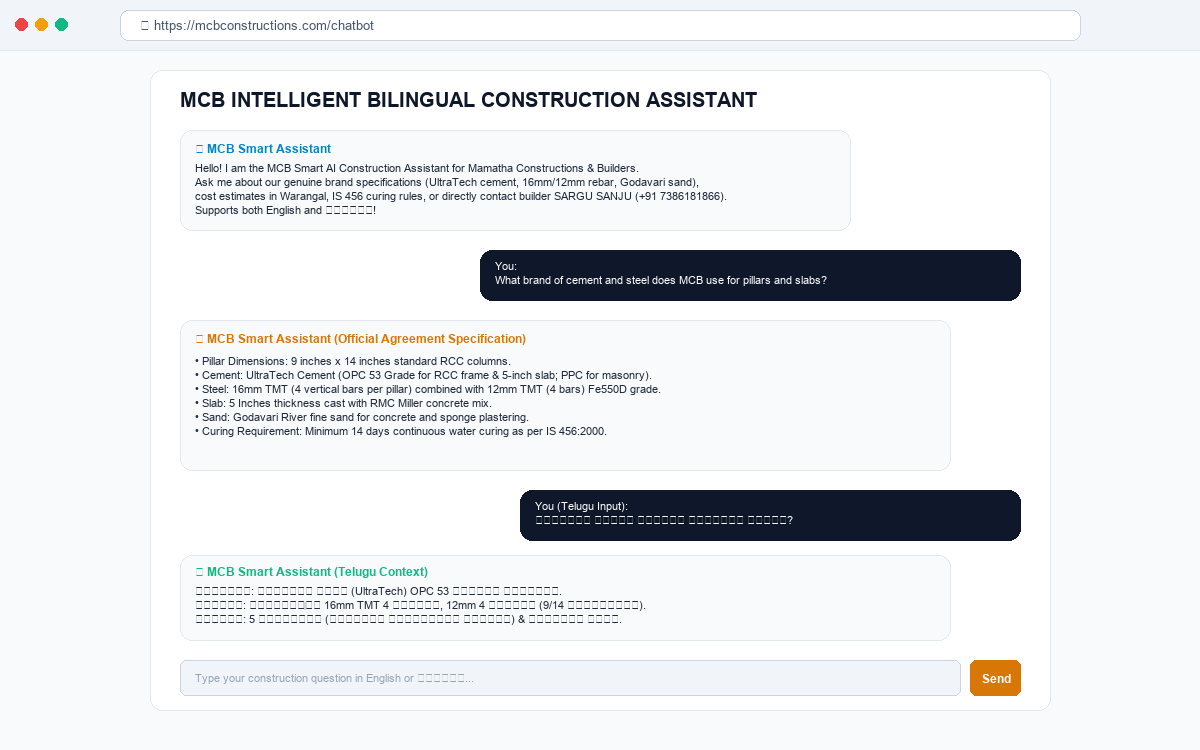 https://mcbconstructions.com/chatbot
MCB INTELLIGENT BILINGUAL CONSTRUCTION ASSISTANT
MCB Smart Assistant
Hello! I am the MCB Smart AI Construction Assistant for Mamatha Constructions & Builders.
Ask me about our genuine brand specifications (UltraTech cement, 16mm/12mm rebar, Godavari sand),
cost estimates in Warangal, IS 456 curing rules, or directly contact builder SARGU SANJU (+91 7386181866).
Supports both English and !
You:
What brand of cement and steel does MCB use for pillars and slabs?
MCB Smart Assistant (Official Agreement Specification)
• Pillar Dimensions: 9 inches x 14 inches standard RCC columns.
• Cement: UltraTech Cement (OPC 53 Grade for RCC frame & 5-inch slab; PPC for masonry).
• Steel: 16mm TMT (4 vertical bars per pillar) combined with 12mm TMT (4 bars) Fe550D grade.
• Slab: 5 Inches thickness cast with RMC Miller concrete mix.
• Sand: Godavari River fine sand for concrete and sponge plastering.
• Curing Requirement: Minimum 14 days continuous water curing as per IS 456:2000.
You (Telugu Input):
?
MCB Smart Assistant (Telugu Context)
: (UltraTech) OPC 53 .
: 16mm TMT 4 , 12mm 4 (9/14 ).
: 5 ( ) & .
Type your construction question in English or ...
Send